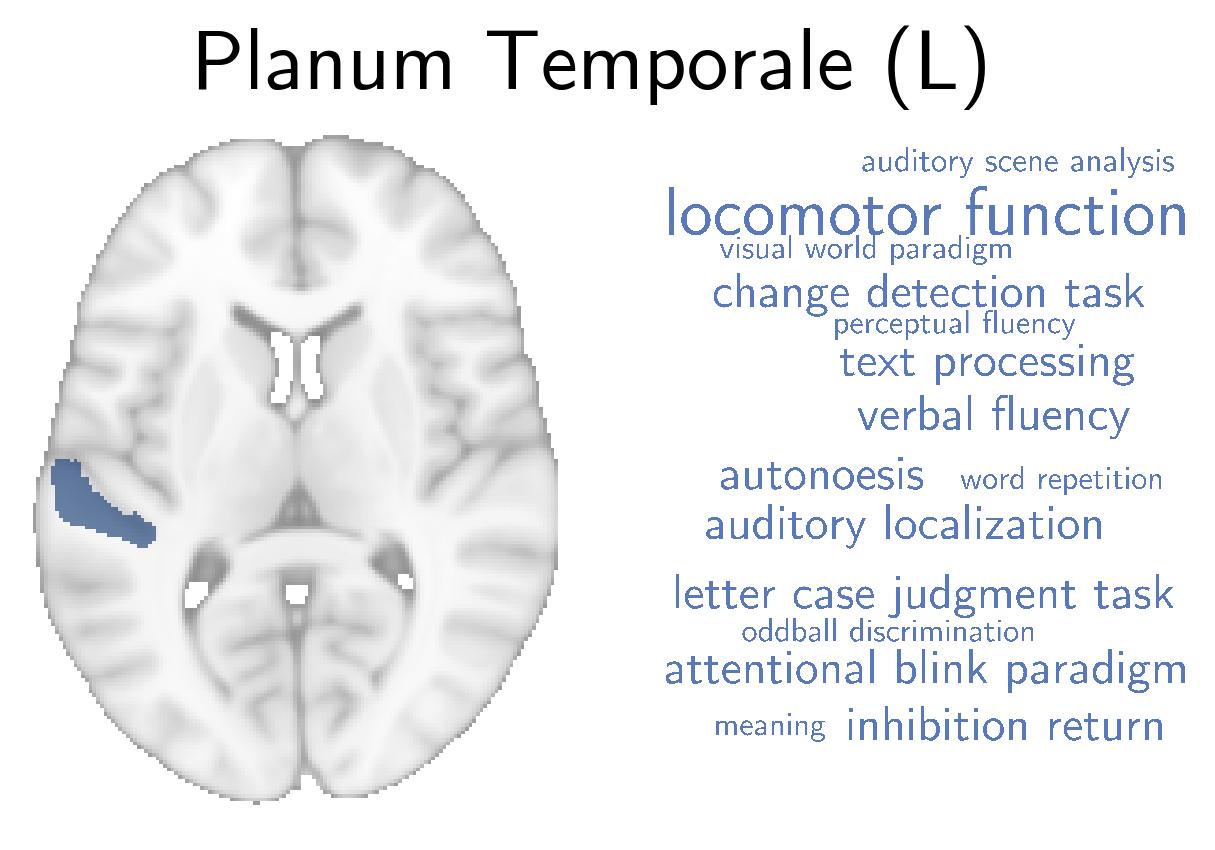 Planum Temporale (L)
auditory scene analysis
locomotor function
visual world paradigm
change detection task
perceptual fluency
text processing
verbal fluency
autonoesis word repetition
auditory localization
letter case judgment task
oddball discrimination
attentional blink paradigm
meaning inhibition return